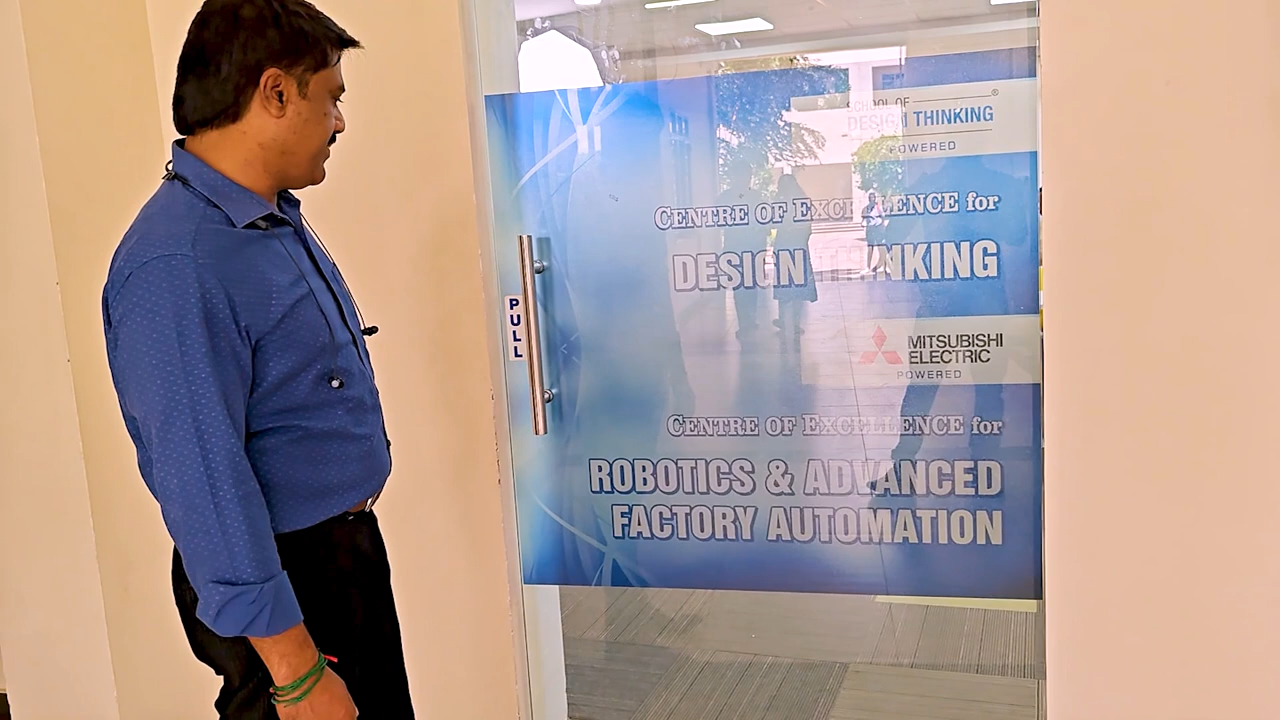 SCHOOL OF
DESIGN THINKING
®
POWERED
CENTRE OF EXCELLENCE for
DESIGN THINKING
PULL
MITSUBISHI
ELECTRIC
POWERED
CENTRE OF EXCELLENCE for
ROBOTICS & ADVANCED
FACTORY AUTOMATION